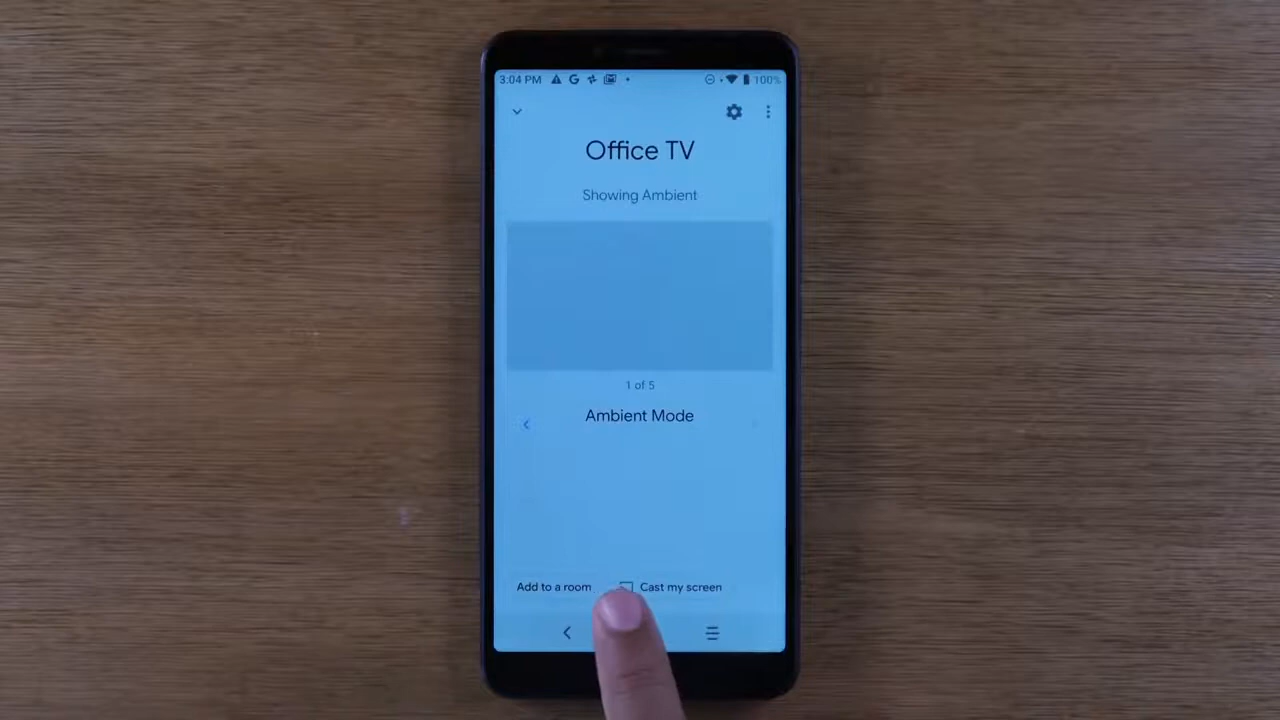 3:04 PM G 100%
Office TV
Showing Ambient
1 of 5
Ambient Mode
Add to a room Cast my screen